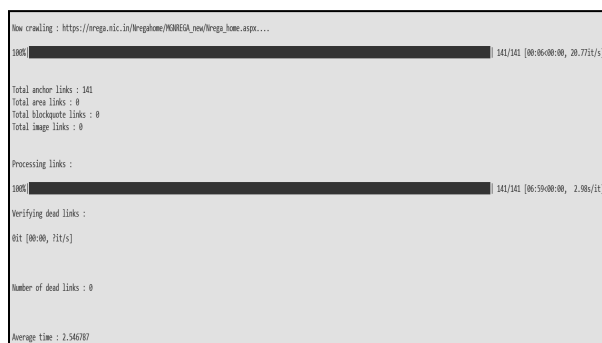 Now crawling : https://nrega.nic.in/Nregahome/MGNREGA_new/Nrega_home.aspx....
100%| | 141/141 [00:06<00:00, 20.77it/s]
Total anchor links : 141
Total area links : 0
Total blockquote links : 0
Total image links : 0
Processing links :
100%| | 141/141 [06:59<00:00, 2.98s/it]
Verifying dead links :
0it [00:00, ?it/s]
Number of dead links : 0
Average time : 2.546787